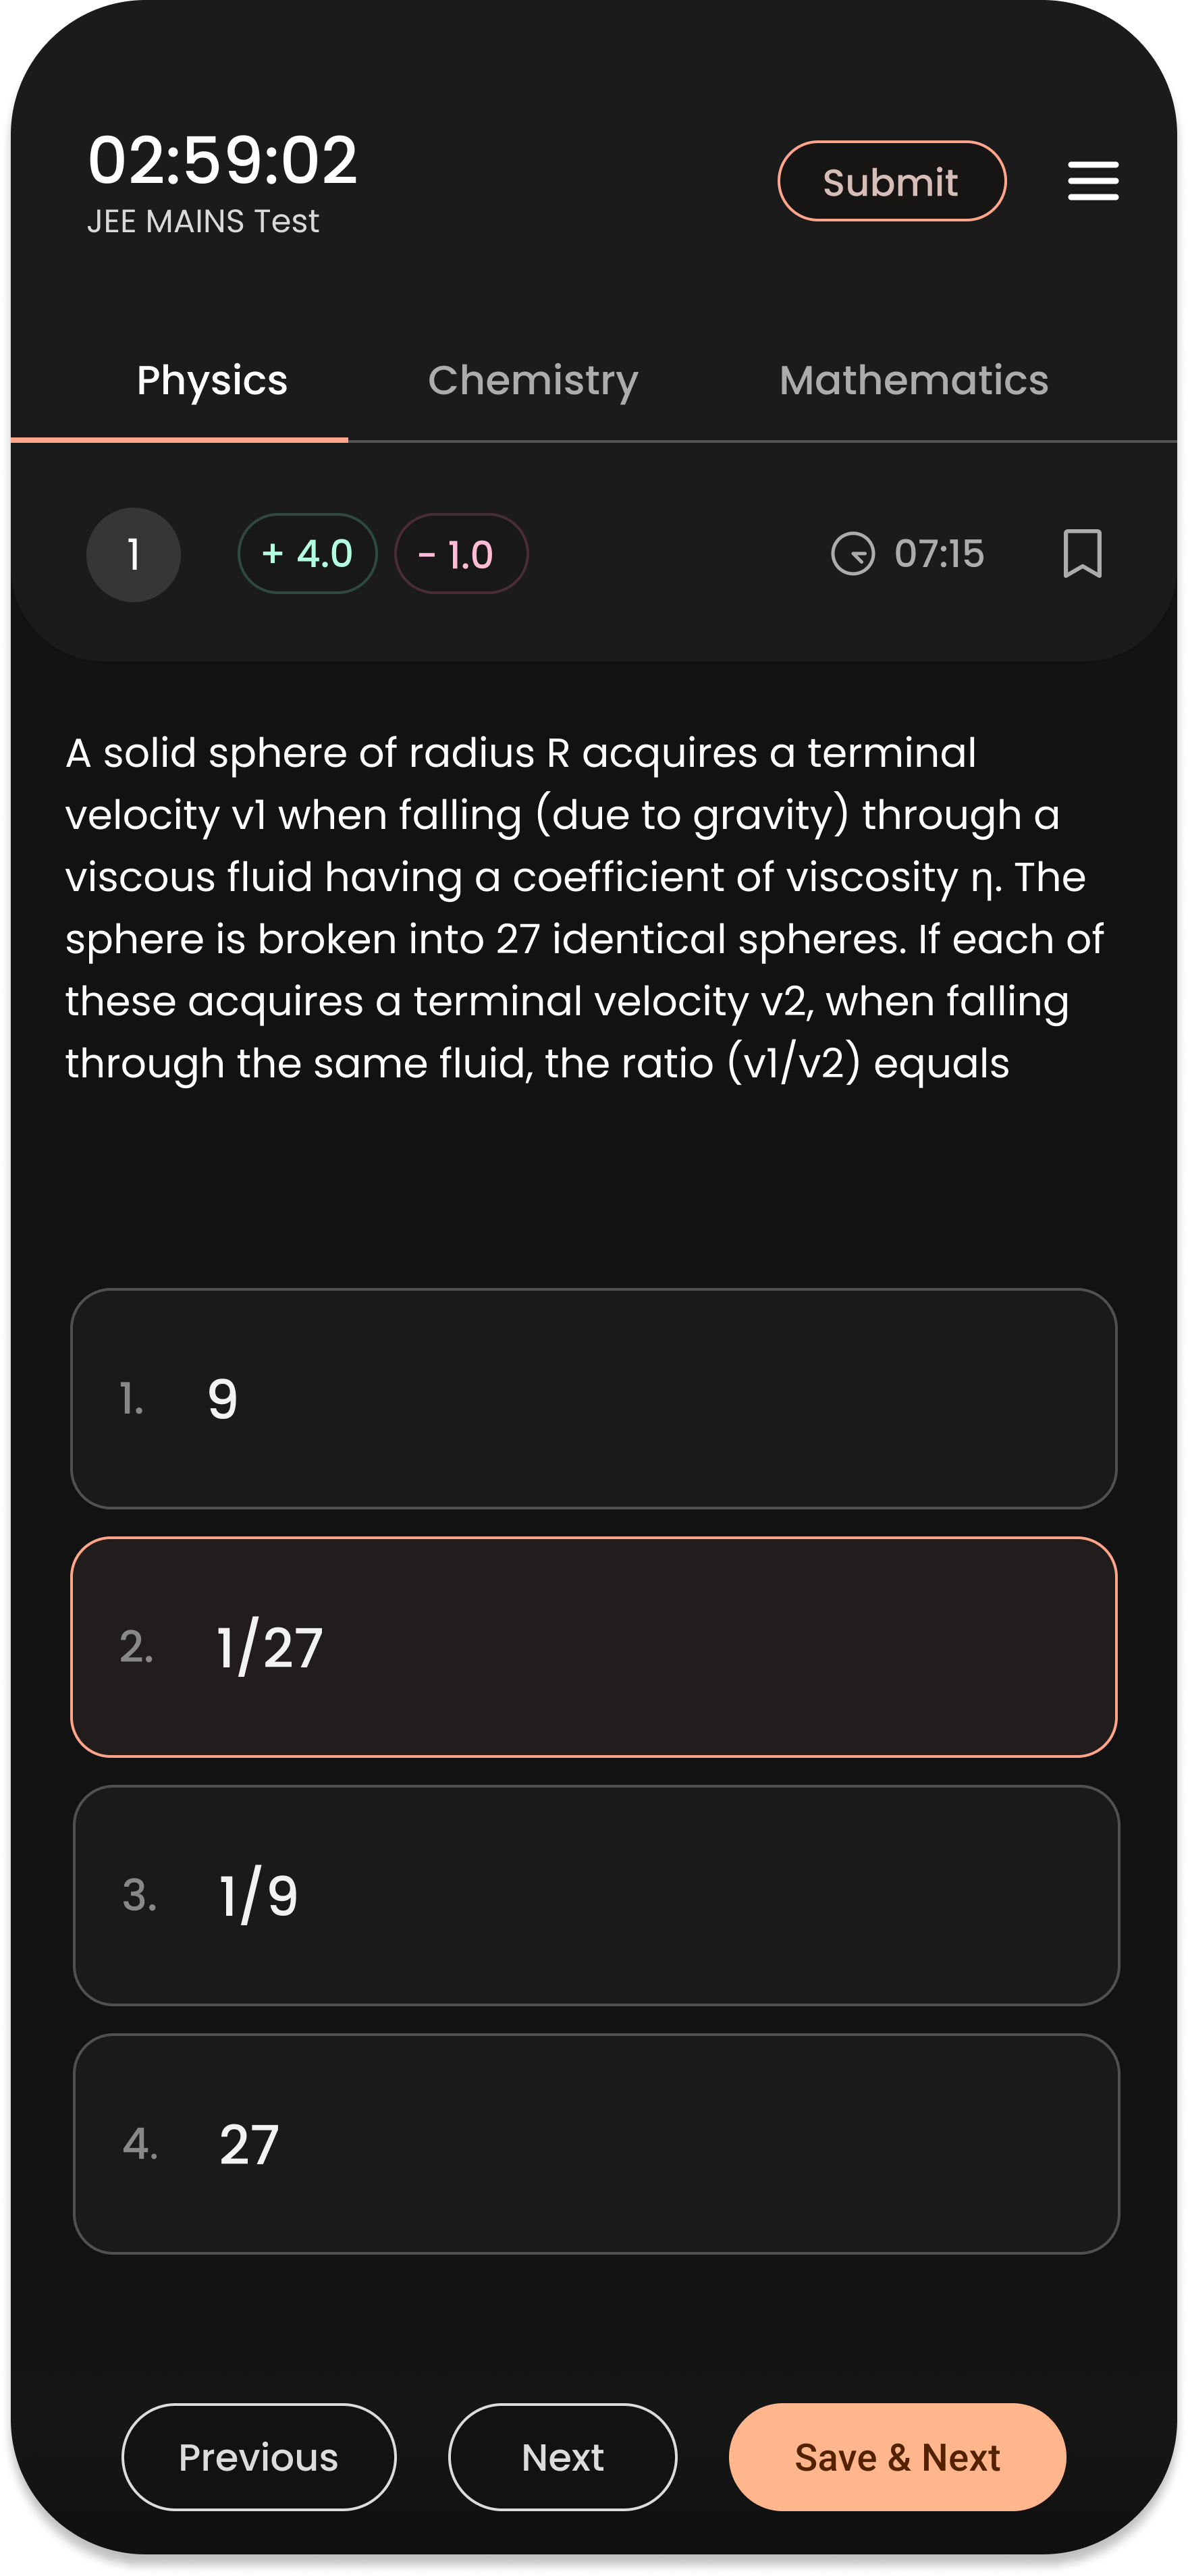 02:59:02
JEE MAINS Test
Submit
Physics
Chemistry
Mathematics
1
+ 4.0
- 1.0
07:15
A solid sphere of radius R acquires a terminal
velocity v1 when falling (due to gravity) through a
viscous fluid having a coefficient of viscosity η. The
sphere is broken into 27 identical spheres. If each of
these acquires a terminal velocity v2, when falling
through the same fluid, the ratio (v1/v2) equals
1. 9
2. 1/27
3. 1/9
4. 27
Previous
Next
Save & Next